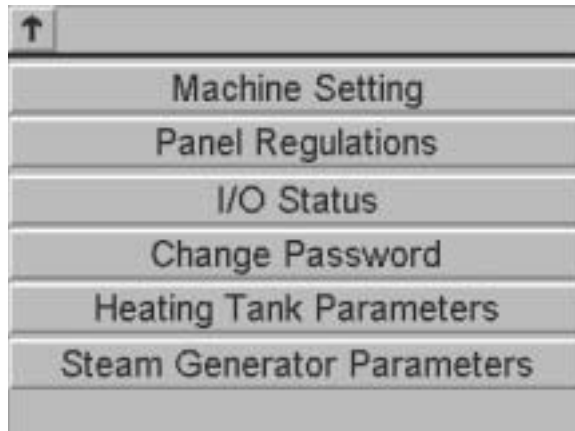 Machine Setting
Panel Regulations
I/O Status
Change Password
Heating Tank Parameters
Steam Generator Parameters